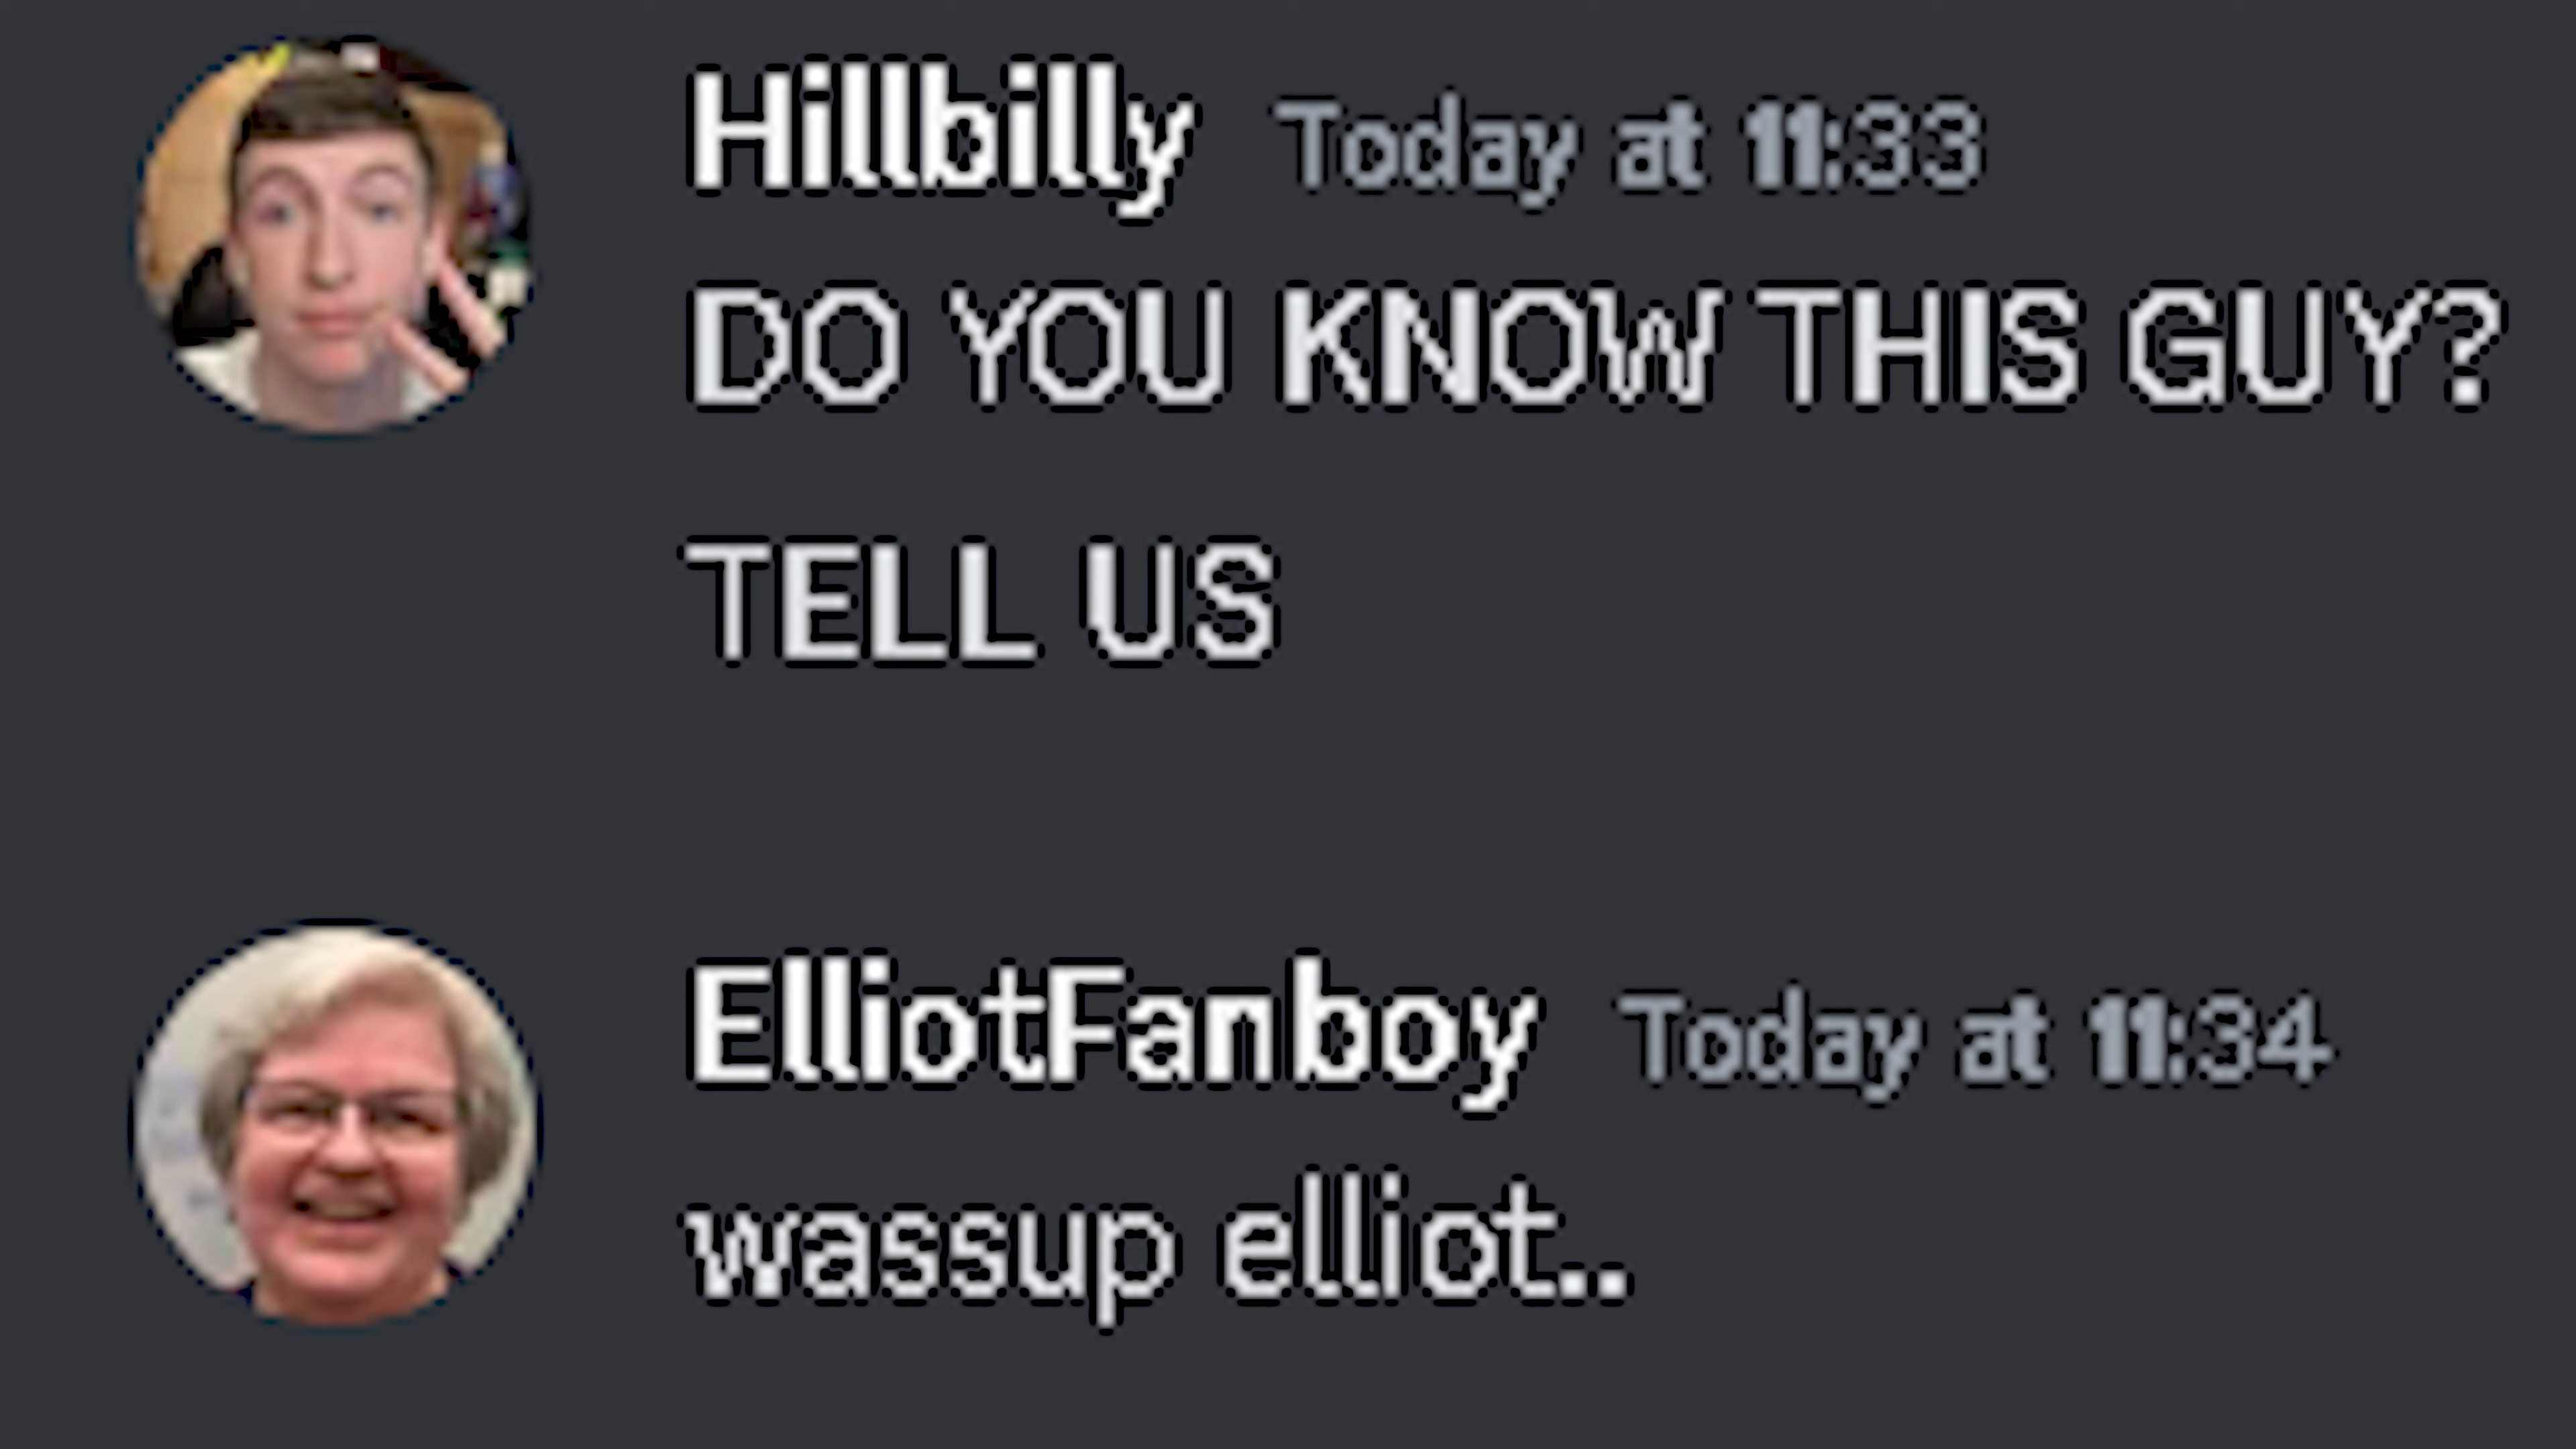 Hillbilly Today at 11:33
DO YOU KNOW THIS GUY?
TELL US
ElliotFanboy Today at 11:34
wassup elliot..